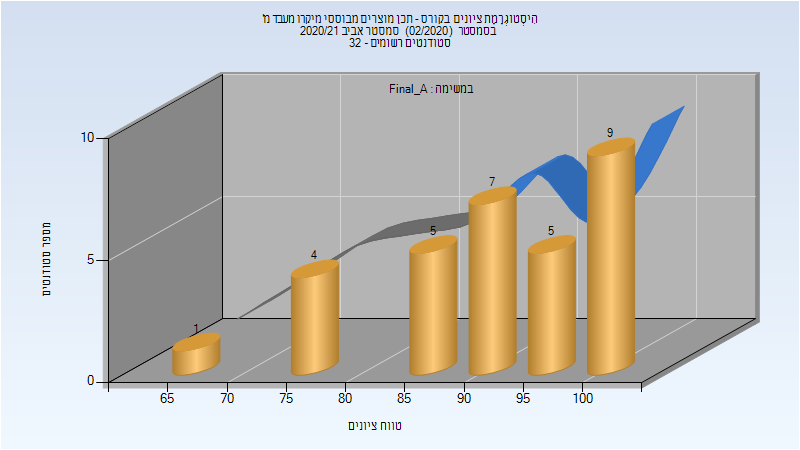 היסטוגרמת ציונים בקורס - תכן מוצרים מבוססי מיקרו מעבד מ'
בסמסטר (02/2020) סמסטר אביב 2020/21
סטודנטים רשומים - 32
במשימה : Final_A
מספר סטודנטים
10
5
0
1
4
5
7
5
9
65 70 75 80 85 90 95 100
טווח ציונים